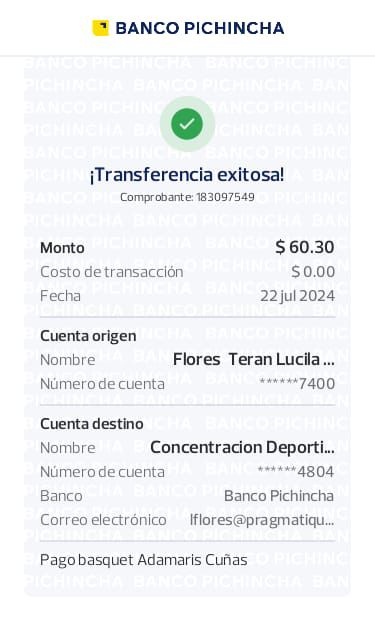 BANCO PICHINCHA
¡Transferencia exitosa!
Comprobante: 183097549
Monto $ 60.30
Costo de transacción $ 0.00
Fecha 22 jul 2024
Cuenta origen
Nombre Flores Teran Lucila ...
Número de cuenta ******7400
Cuenta destino
Nombre Concentracion Deporti...
Número de cuenta ******4804
Banco Banco Pichincha
Correo electrónico lflores@pragmatiqu...
Pago basquet Adamaris Cuñas